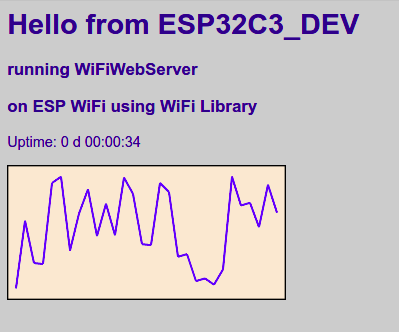 Hello from ESP32C3_DEV
running WiFiWebServer
on ESP WiFi using WiFi Library
Uptime: 0 d 00:00:34